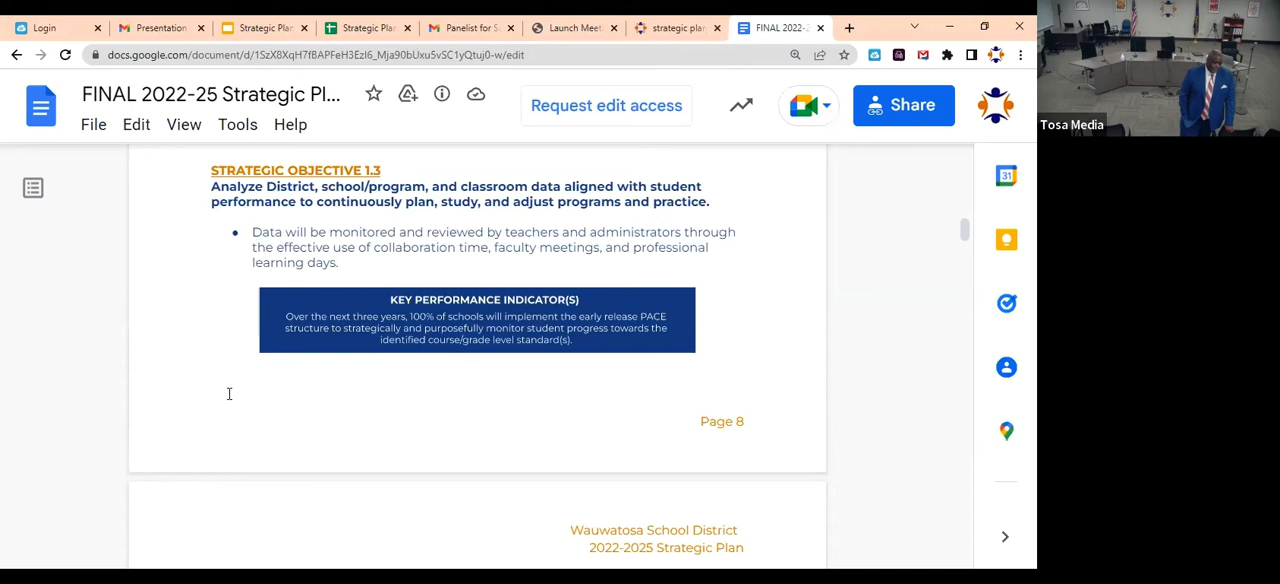 Login
Presentation
Strategic Plan
Strategic Plan
Panelist for S
Launch Meet
strategic plan
FINAL 2022-
docs.google.com/document/d/1SzX8XqH7fBAPFeH3EzI6_Mja90bUxu5vSC1yQtuj0-w/edit
FINAL 2022-25 Strategic Pl...
Request edit access
Share
File Edit View Tools Help
Tosa Media
31
STRATEGIC OBJECTIVE 1.3
Analyze District, school/program, and classroom data aligned with student
performance to continuously plan, study, and adjust programs and practice.
Data will be monitored and reviewed by teachers and administrators through
the effective use of collaboration time, faculty meetings, and professional
learning days.
KEY PERFORMANCE INDICATOR(S)
Over the next three years, 100% of schools will implement the early release PACE
structure to strategically and purposefully monitor student progress towards the
identified course/grade level standard(s).
Page 8
Wauwatosa School District
2022-2025 Strategic Plan